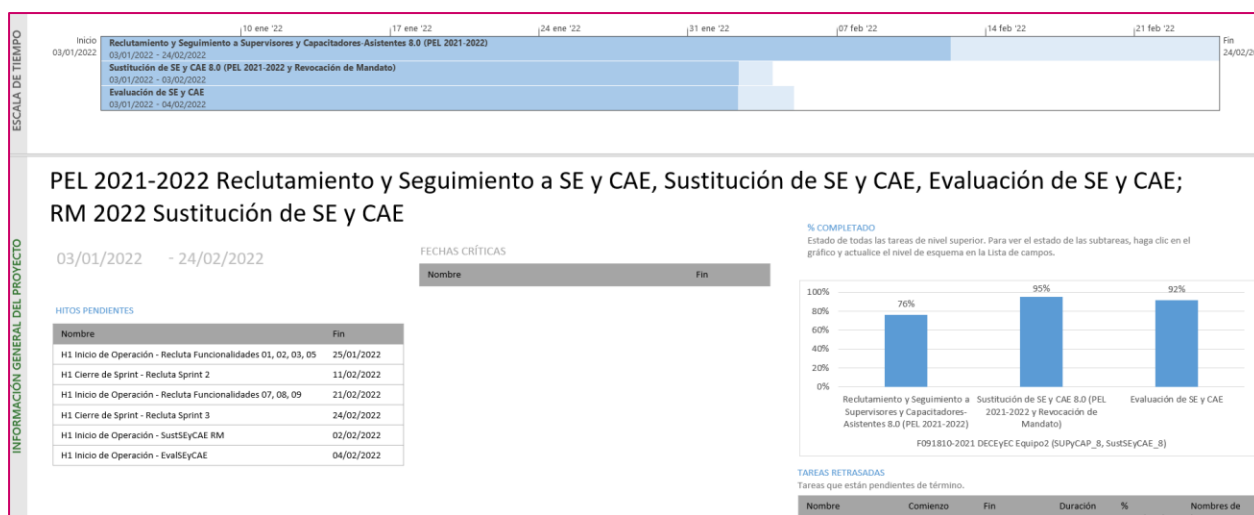 ESCALA DE TIEMPO
10 ene '22
17 ene '22
24 ene '22
31 ene '22
07 feb '22
14 feb '22
21 feb '22
Inicio
03/01/2022
Fin
Reclutamiento y Seguimiento a Supervisores y Capacitadores-Asistentes 8.0 (PEL 2021-2022)
03/01/2022 - 24/02/2022
Sustitución de SE y CAE 8.0 (PEL 2021-2022 y Revocación de Mandato)
03/01/2022 - 03/02/2022
Evaluación de SE y CAE
03/01/2022 - 04/02/2022
INFORMACIÓN GENERAL DEL PROYECTO
PEL 2021-2022 Reclutamiento y Seguimiento a SE y CAE, Sustitución de SE y CAE, Evaluación de SE y CAE;
RM 2022 Sustitución de SE y CAE
03/01/2022 - 24/02/2022
HITOS PENDIENTES
Nombre Fin
H1 Inicio de Operación - Recluta Funcionalidades 01, 02, 03, 05 25/01/2022
H1 Cierre de Sprint - Recluta Sprint 2 11/02/2022
H1 Inicio de Operación - Recluta Funcionalidades 07, 08, 09 21/02/2022
H1 Cierre de Sprint - Recluta Sprint 3 24/02/2022
H1 Inicio de Operación - SustSEyCAE RM 02/02/2022
H1 Inicio de Operación - EvalSEyCAE 04/02/2022
FECHAS CRÍTICAS
Nombre Fin
% COMPLETADO
Estado de todas las tareas de nivel superior. Para ver el estado de las subtareas, haga clic en el
gráfico y actualice el nivel de esquema en la Lista de campos.
100%
80%
60%
40%
20%
0%
76%
95%
92%
Reclutamiento y Seguimiento a
Supervisores y Capacitadores-
Asistentes 8.0 (PEL 2021-2022)
Sustitución de SE y CAE 8.0 (PEL
2021-2022 y Revocación de
Mandato)
Evaluación de SE y CAE
F091810-2021 DECEyEC Equipo2 (SUPyCAP_8, SustSEyCAE_8)
TAREAS RETRASADAS
Tareas que están pendientes de término.
Nombre Comienzo Fin Duración % Nombres de